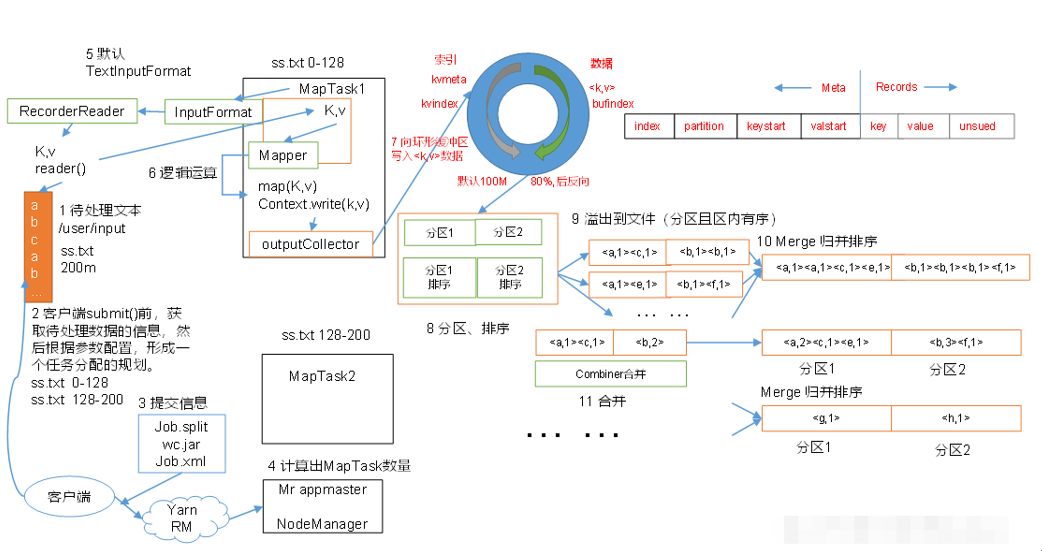 5 默认
TextInputFormat
RecorderReader
InputFormat
K,v
reader()
ss.txt 0-128
MapTask1
K,v
Mapper
6 逻辑运算
map(K,v)
Context.write(k,v)
outputCollector
1 待处理文本
/user/input
ss.txt
200m
a
b
c
a
b
...
2 客户端submit()前，获
取待处理数据的信息，然
后根据参数配置，形成一
个任务分配的规划。
ss.txt 0-128
ss.txt 128-200
3 提交信息
Job.split
wc.jar
Job.xml
客户端
Yarn
RM
4 计算出MapTask数量
Mr appmaster
NodeManager
ss.txt 128-200
MapTask2
索引
kvmeta
kvindex
数据
<k,v>
bufindex
7 向环形缓冲区
写入<k,v>数据
默认100M
80%,后反向
Meta
Records
index
partition
keystart
valstart
key
value
unsued
分区1
分区2
分区1
排序
分区2
排序
8 分区、排序
9 溢出到文件（分区且区内有序）
<a,1><c,1>
<b,1><b,1>
<a,1><e,1>
<b,1><f,1>
... ...
10 Merge 归并排序
<a,1><a,1><c,1><e,1>
<b,1><b,1><b,1><f,1>
<a,1><c,1>
<b,2>
Combiner合并
11 合并
<a,2><c,1><e,1>
<b,3><f,1>
分区1
分区2
Merge 归并排序
<g,1>
<h,1>
分区1
分区2
... ...